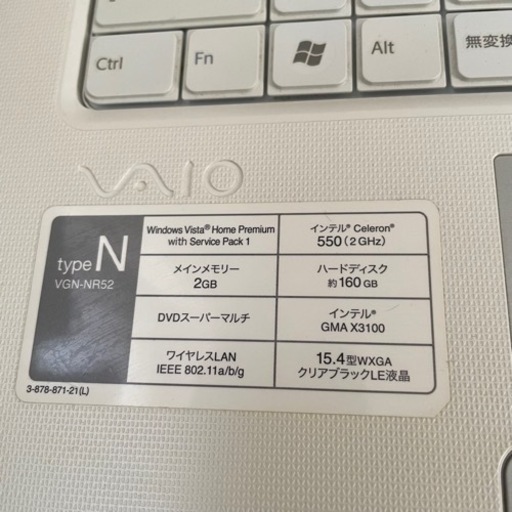 Ctrl
Fn
Alt
無変換
VAIO
type N
VGN-NR52
Windows Vista® Home Premium
with Service Pack 1
インテル® Celeron®
550 (2 GHz)
メインメモリー
2GB
ハードディスク
約160 GB
DVDスーパーマルチ
インテル®
GMA X3100
ワイヤレスLAN
IEEE 802.11a/b/g
15.4型WXGA
クリアブラックLE液晶
3-878-871-21(L)